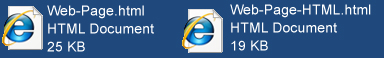 Web-Page.html
HTML Document
25 KB
Web-Page-HTML.html
HTML Document
19 KB